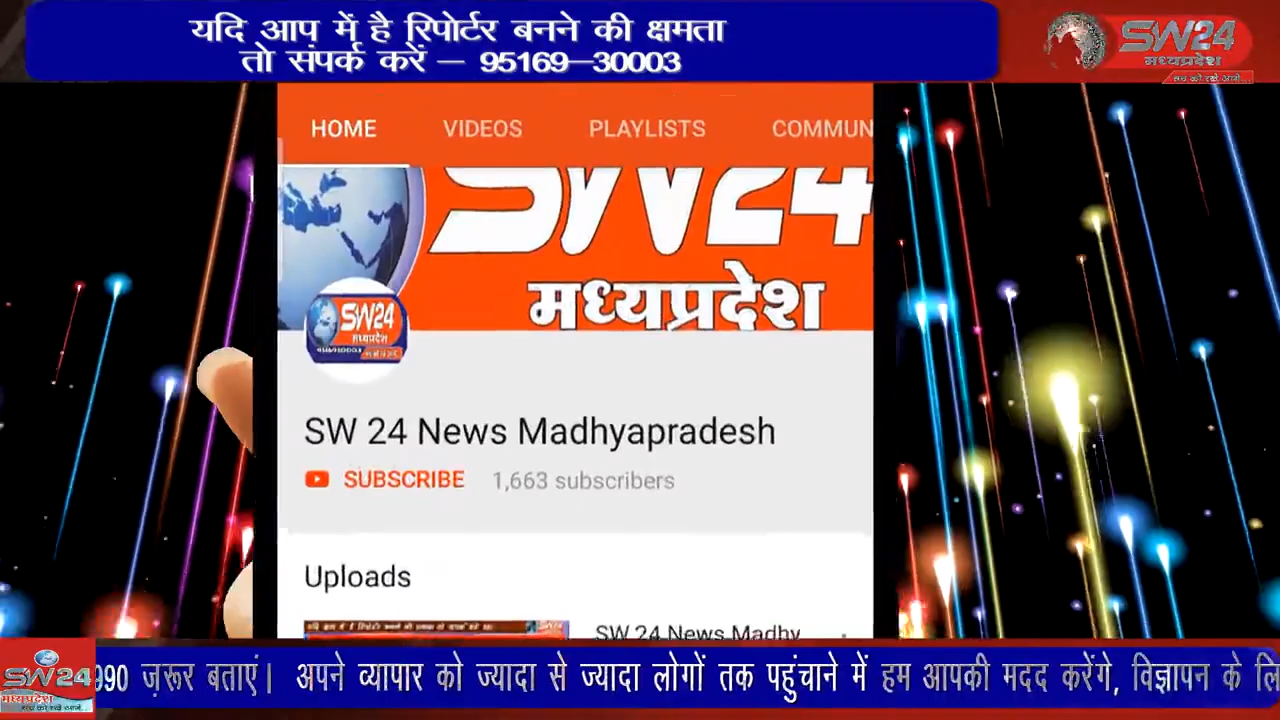 यदि आप में है रिपोर्टर बनने की क्षमता
तो संपर्क करें – 95169–30003
SW24
मध्यप्रदेश
HOME VIDEOS PLAYLISTS COMMUN
SW24
मध्यप्रदेश
SW24
मध्यप्रदेश
SW 24 News Madhyapradesh
SUBSCRIBE 1,663 subscribers
Uploads
SW 24 News Madhy
SW24
मध्यप्रदेश
990 ज़रूर बताएं। अपने व्यापार को ज्यादा से ज्यादा लोगों तक पहुंचाने में हम आपकी मदद करेंगे, विज्ञापन के लि